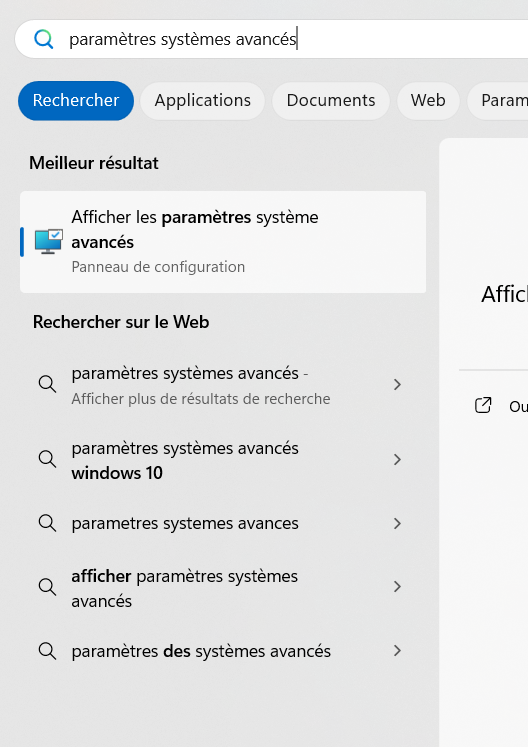 paramètres systèmes avancés
Rechercher Applications Documents Web Param
Meilleur résultat
Afficher les paramètres système
avancés
Panneau de configuration
Affic
Rechercher sur le Web
paramètres systèmes avancés -
Afficher plus de résultats de recherche
Ou
paramètres systèmes avancés
windows 10
parametres systemes avances
afficher paramètres systèmes
avancés
paramètres des systèmes avancés